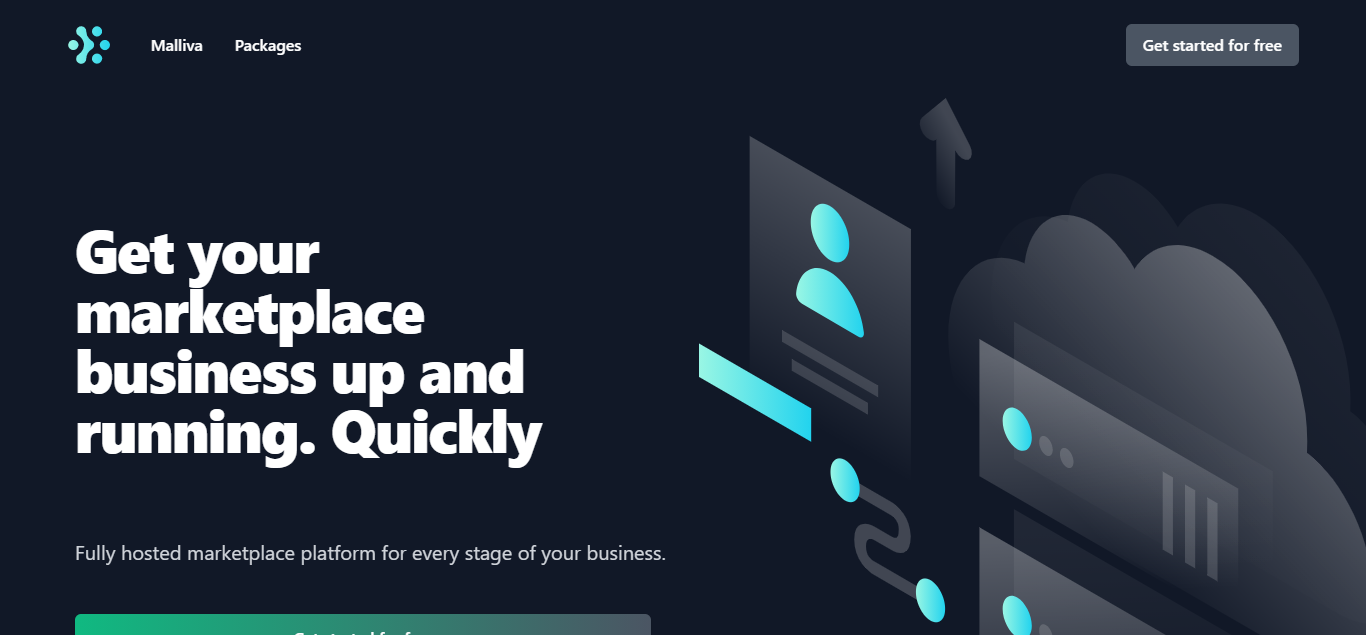 Malliva Packages Get started for free
Get your
marketplace
business up and
running. Quickly
Fully hosted marketplace platform for every stage of your business.